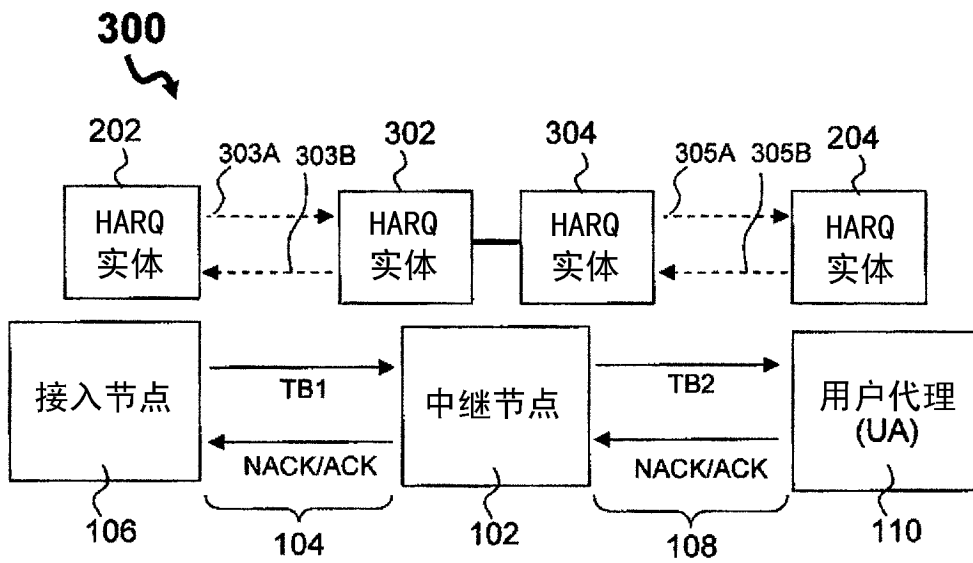 300
202
303A
303B
302
304
305A
305B
204
HARQ
实体
HARQ
实体
HARQ
实体
HARQ
实体
接入节点
TB1
NACK/ACK
中继节点
TB2
NACK/ACK
用户代理
(UA)
106
104
102
108
110